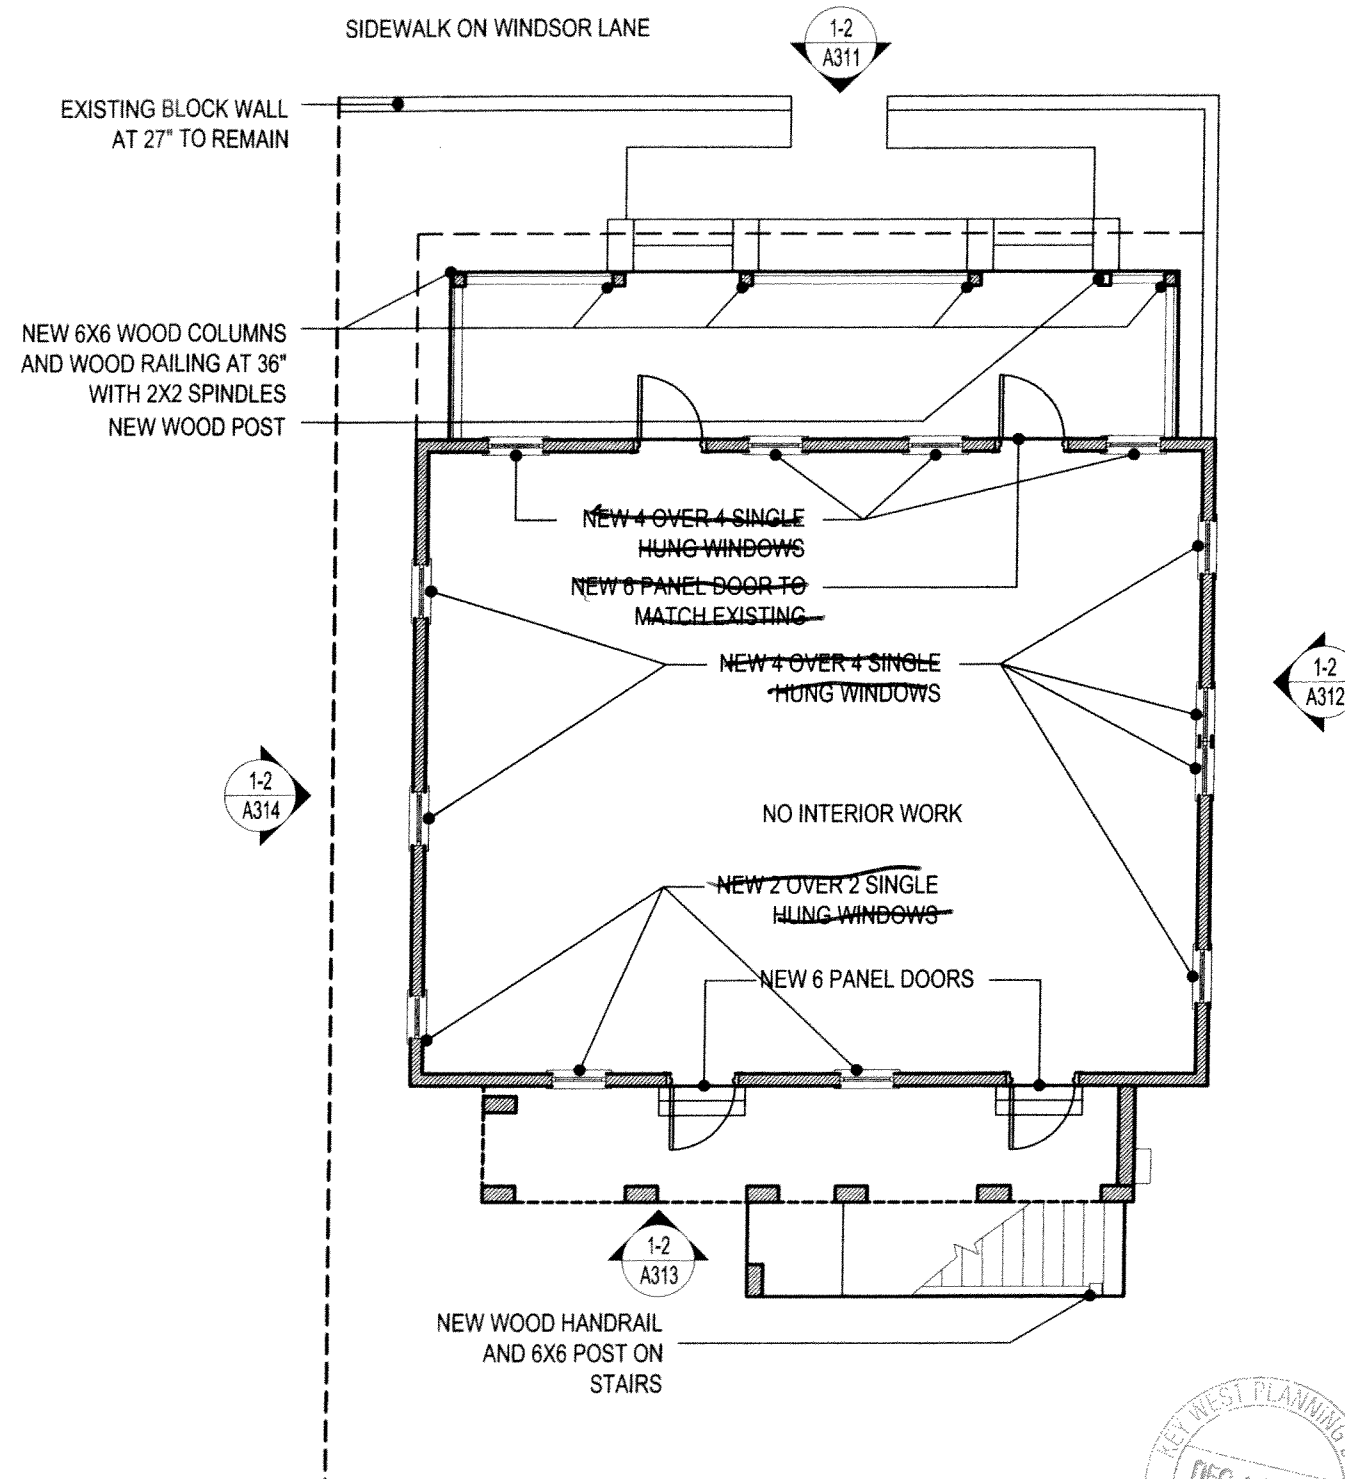 SIDEWALK ON WINDSOR LANE
1-2
A311
EXISTING BLOCK WALL
AT 27" TO REMAIN
NEW 6X6 WOOD COLUMNS
AND WOOD RAILING AT 36"
WITH 2X2 SPINDLES
NEW WOOD POST
NEW 4 OVER 4 SINGLE
HUNG WINDOWS
NEW 6 PANEL DOOR TO
MATCH EXISTING
NEW 4 OVER 4 SINGLE
HUNG WINDOWS
1-2
A312
1-2
A314
NO INTERIOR WORK
NEW 2 OVER 2 SINGLE
HUNG WINDOWS
NEW 6 PANEL DOORS
1-2
A313
NEW WOOD HANDRAIL
AND 6X6 POST ON
STAIRS
KEY WEST PLANNING